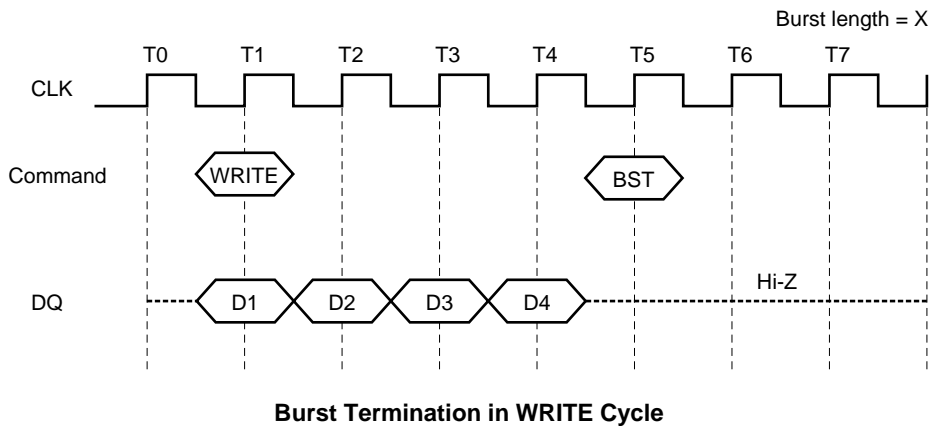 Burst length = X
T0 T1 T2 T3 T4 T5 T6 T7
CLK
Command WRITE BST
Hi-Z
DQ D1 D2 D3 D4
Burst Termination in WRITE Cycle